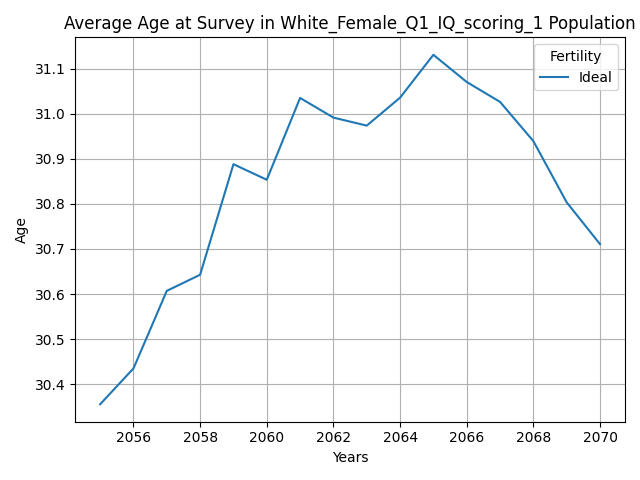 Average Age at Survey in White_Female_Q1_IQ_scoring_1 Population
Fertility
Ideal
Age
31.1
31.0
30.9
30.8
30.7
30.6
30.5
30.4
2056 2058 2060 2062 2064 2066 2068 2070
Years